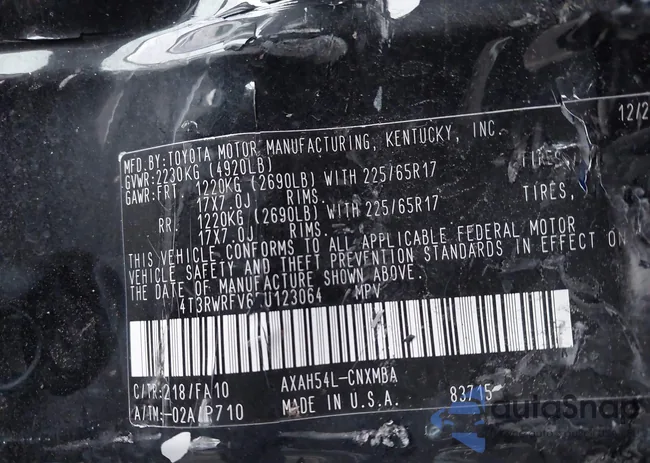 12/2
MFD.BY:TOYOTA MOTOR MANUFACTURING, KENTUCKY, INC.
GVWR:2230KG (4920LB)
GAWR:FRT. 1220KG (2690LB) WITH 225/65R17 TIRES,
17X7.0J RIMS.
RR. 1220KG (2690LB) WITH 225/65R17 TIRES,
17X7.0J RIMS.
THIS VEHICLE CONFORMS TO ALL APPLICABLE FEDERAL MOTOR
VEHICLE SAFETY AND THEFT PREVENTION STANDARDS IN EFFECT ON
THE DATE OF MANUFACTURE SHOWN ABOVE.
4T3RWRFV6 U123064 MPV
C/TR:218/FA10 AXAH54L-CNXMBA
A/TM:-02A/P710 MADE IN U.S.A. 83715
autaSnap